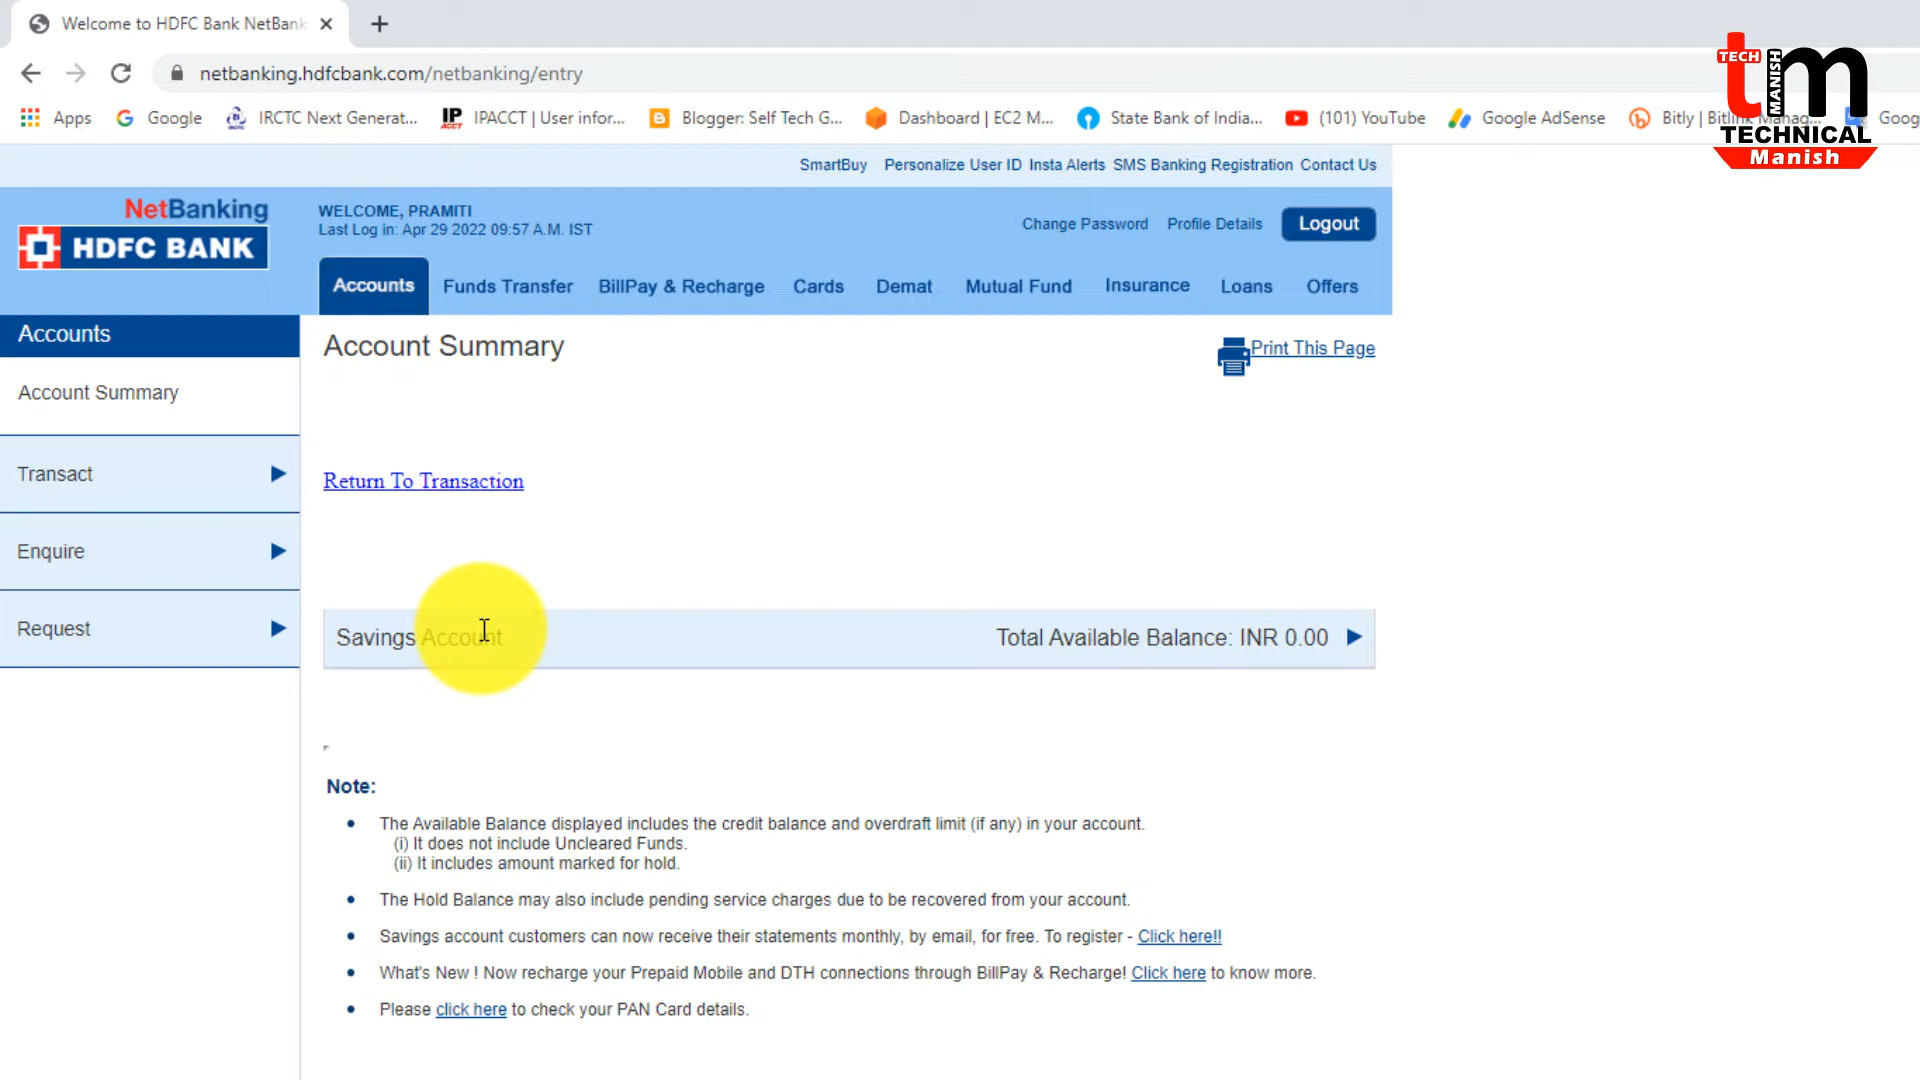 Welcome to HDFC Bank NetBank
netbanking.hdfcbank.com/netbanking/entry
Apps Google IRCTC Next Generat... IPACCT | User infor... Blogger: Self Tech G... Dashboard | EC2 M... State Bank of India... (101) YouTube Google AdSense Bitly | Bitlink Manag... Goog
TECH MANISH tm
TECHNICAL
Manish
SmartBuy Personalize User ID Insta Alerts SMS Banking Registration Contact Us
NetBanking
HDFC BANK
WELCOME, PRAMITI
Last Log in: Apr 29 2022 09:57 A.M. IST
Change Password Profile Details Logout
Accounts Funds Transfer BillPay & Recharge Cards Demat Mutual Fund Insurance Loans Offers
Accounts
Account Summary
Transact
Enquire
Request
Account Summary
Print This Page
Return To Transaction
Savings Account Total Available Balance: INR 0.00
Note:
The Available Balance displayed includes the credit balance and overdraft limit (if any) in your account.
(i) It does not include Uncleared Funds.
(ii) It includes amount marked for hold.
The Hold Balance may also include pending service charges due to be recovered from your account.
Savings account customers can now receive their statements monthly, by email, for free. To register - Click here!!
What's New ! Now recharge your Prepaid Mobile and DTH connections through BillPay & Recharge! Click here to know more.
Please click here to check your PAN Card details.